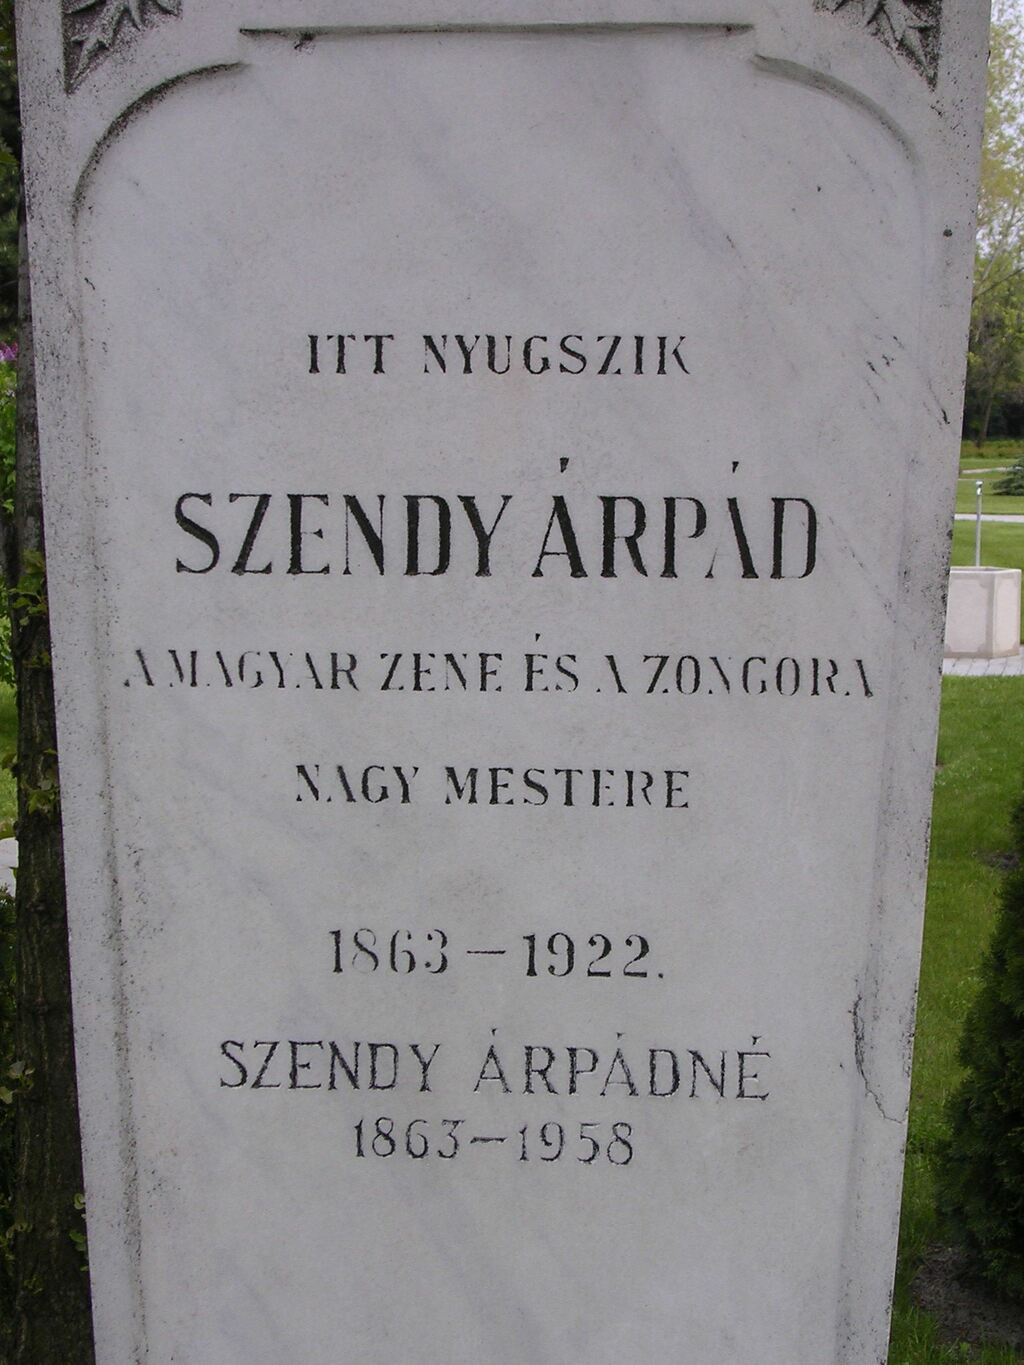 ITT NYUGSZIK
SZENDY ÁRPÁD
A MAGYAR ZENE ÉS A ZONGORA
NAGY MESTERE
1863 – 1922.
SZENDY ÁRPÁDNÉ
1863 – 1958